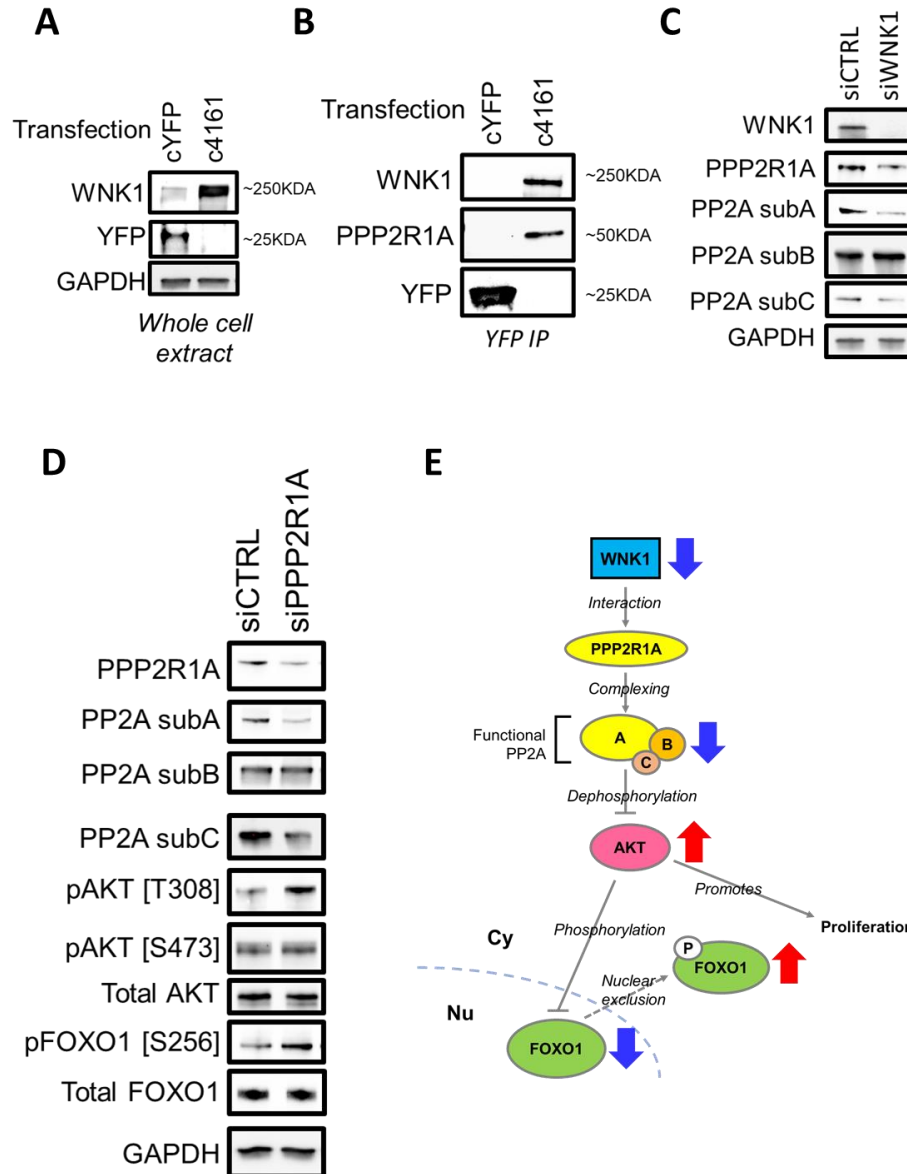 A
Transfection
cYFP
c4161
WNK1
~250KDA
YFP
~25KDA
GAPDH
Whole cell
extract
B
Transfection
cYFP
c4161
WNK1
~250KDA
PPP2R1A
~50KDA
YFP
~25KDA
YFP IP
C
siCTRL
siWNK1
WNK1
PPP2R1A
PP2A subA
PP2A subB
PP2A subC
GAPDH
D
siCTRL
siPPP2R1A
PPP2R1A
PP2A subA
PP2A subB
PP2A subC
pAKT [T308]
pAKT [S473]
Total AKT
pFOXO1 [S256]
Total FOXO1
GAPDH
E
WNK1
Interaction
PPP2R1A
Complexing
Functional
PP2A
A
B
C
Dephosphorylation
AKT
Promotes
Proliferation
Phosphorylation
Cy
P
FOXO1
Nuclear
exclusion
Nu
FOXO1